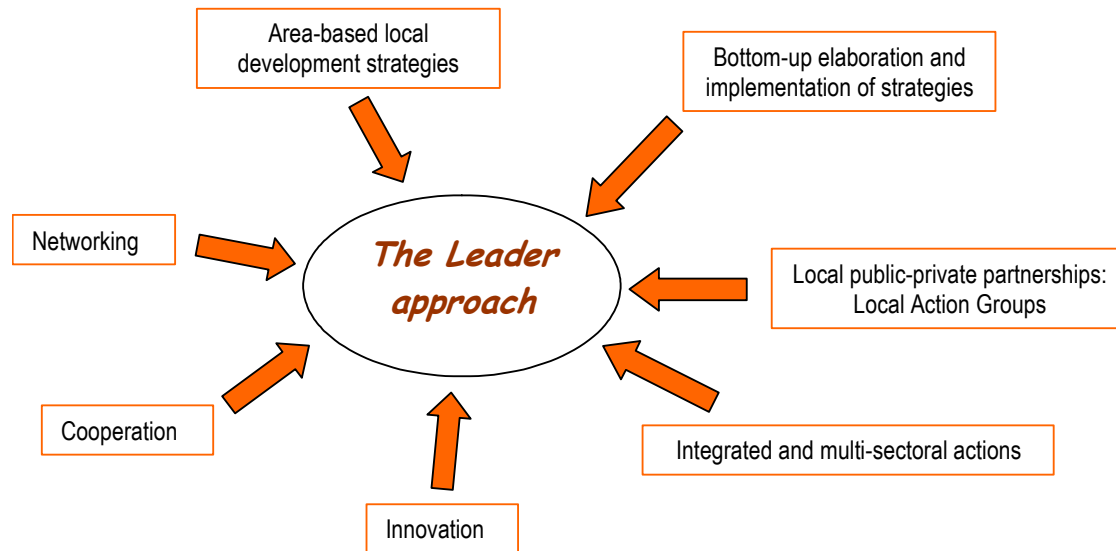 Area-based local
development strategies
Bottom-up elaboration and
implementation of strategies
Networking
The Leader
approach
Local public-private partnerships:
Local Action Groups
Cooperation
Integrated and multi-sectoral actions
Innovation